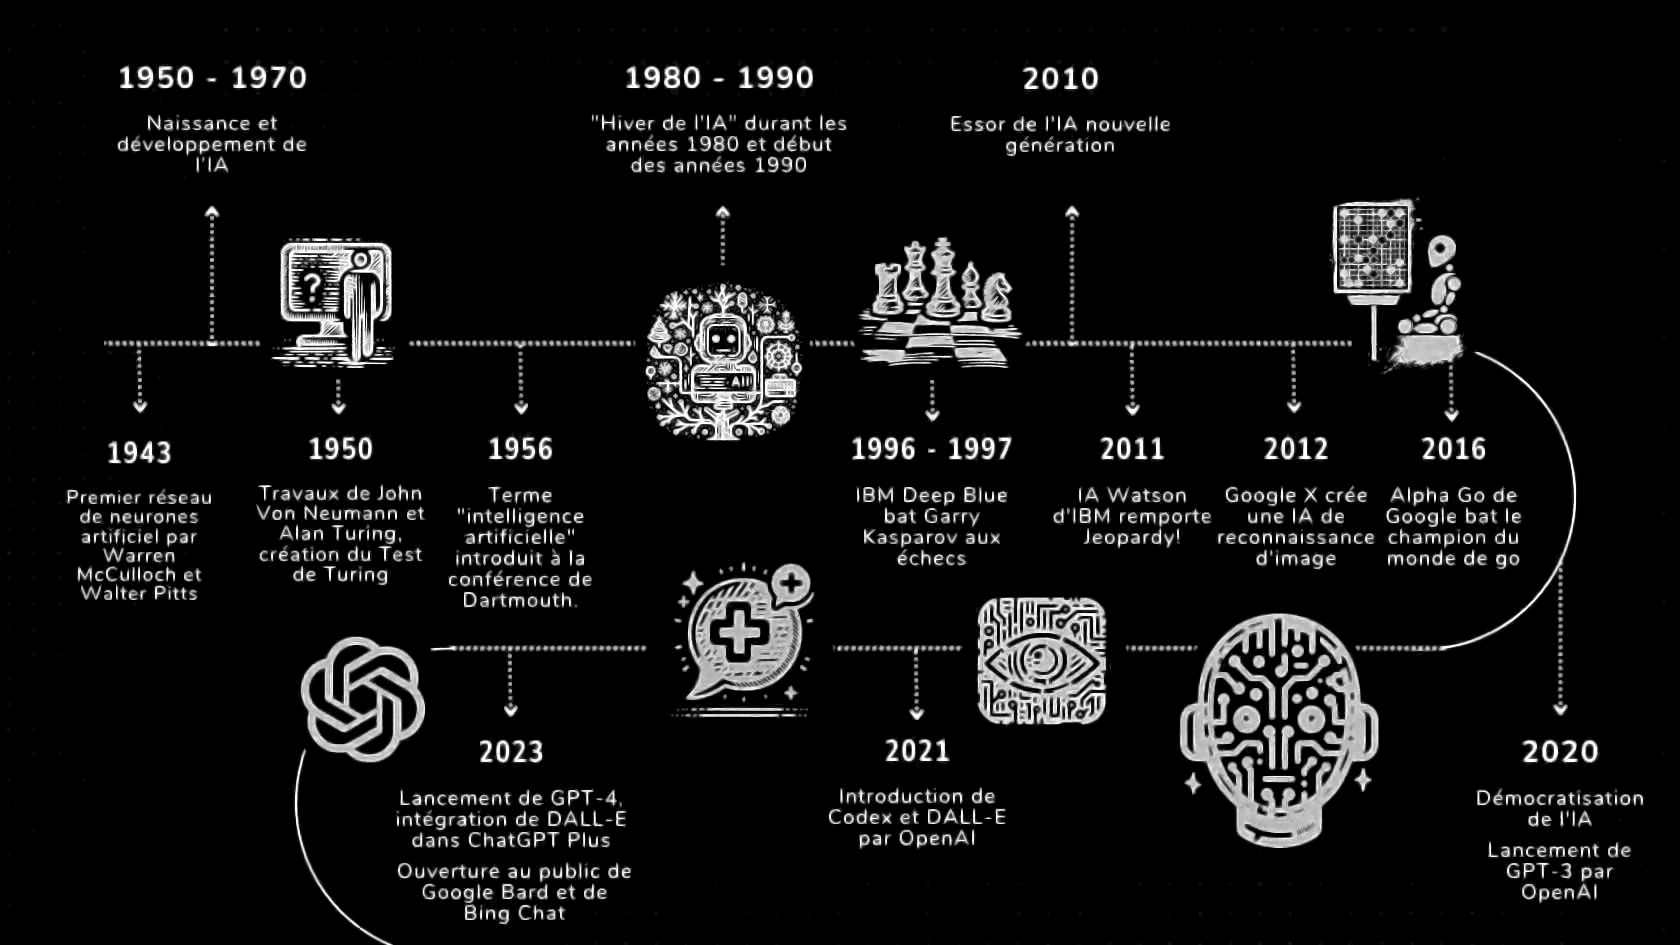 1950 - 1970
Naissance et
développement de
l'IA
1980 - 1990
"Hiver de l'IA" durant les
années 1980 et début
des années 1990
2010
Essor de l'IA nouvelle
génération
?
AI
1943
Premier réseau
de neurones
artificiel par
Warren
McCulloch et
Walter Pitts
1950
Travaux de John
Von Neumann et
Alan Turing,
création du Test
de Turing
1956
Terme
"intelligence
artificielle"
introduit à la
conférence de
Dartmouth.
1996 - 1997
IBM Deep Blue
bat Garry
Kasparov aux
échecs
2011
IA Watson
d'IBM remporte
Jeopardy!
2012
Google X crée
une IA de
reconnaissance
d'image
2016
Alpha Go de
Google bat le
champion du
monde de go
2023
Lancement de GPT-4,
intégration de DALL-E
dans ChatGPT Plus
Ouverture au public de
Google Bard et de
Bing Chat
2021
Introduction de
Codex et DALL-E
par OpenAI
2020
Démocratisation
de l'IA
Lancement de
GPT-3 par
OpenAI